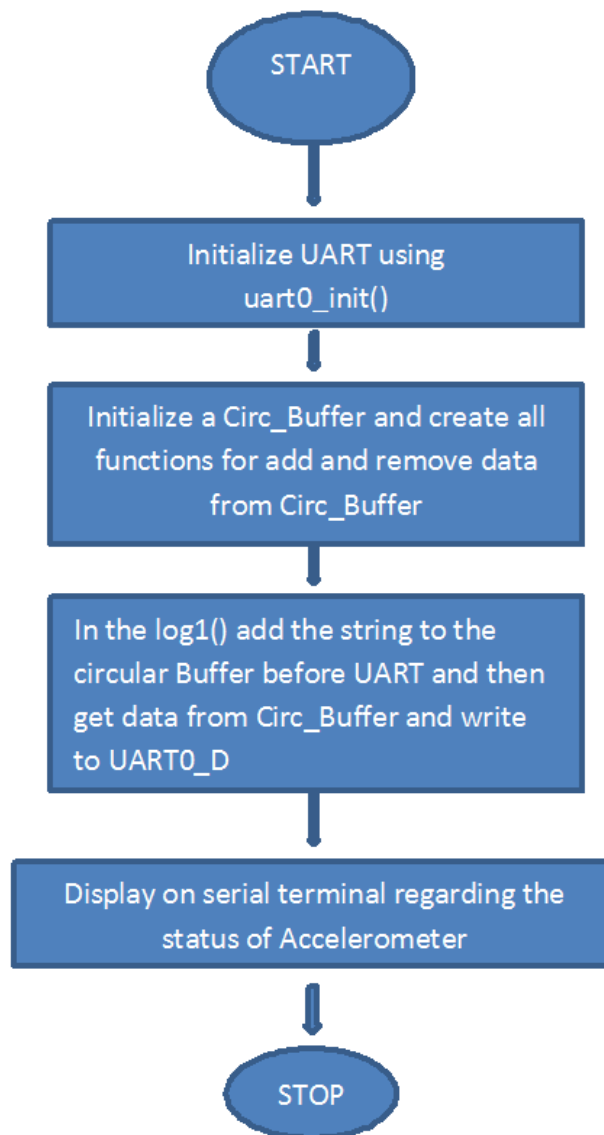 START
Initialize UART using
uart0_init()
Initialize a Circ_Buffer and create all
functions for add and remove data
from Circ_Buffer
In the log1() add the string to the
circular Buffer before UART and then
get data from Circ_Buffer and write
to UART0_D
Display on serial terminal regarding the
status of Accelerometer
STOP